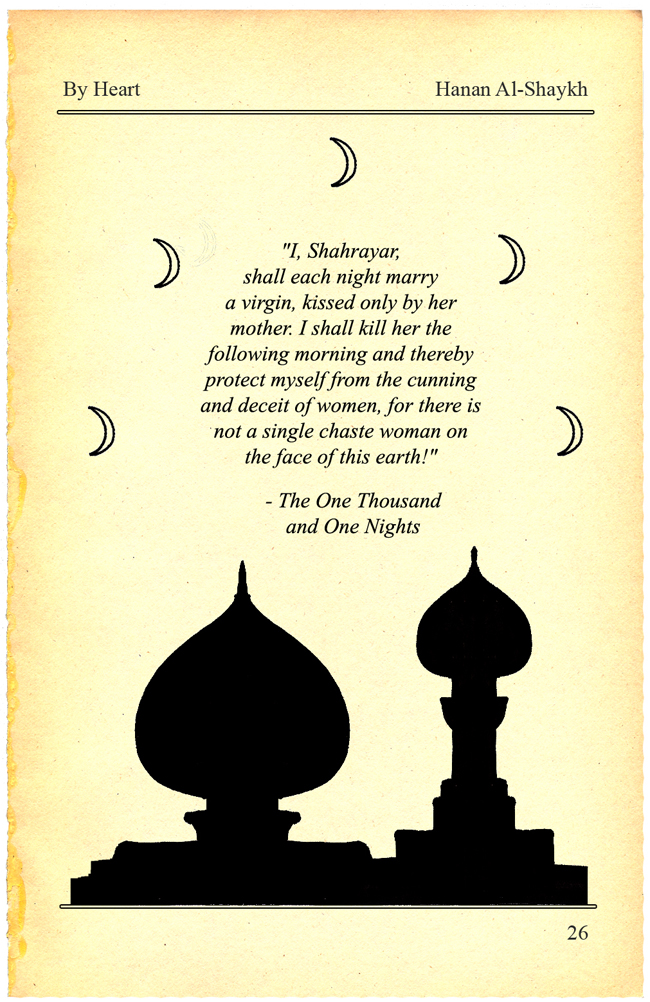 By Heart
Hanan Al-Shaykh
"I, Shahrayar,
shall each night marry
a virgin, kissed only by her
mother. I shall kill her the
following morning and thereby
protect myself from the cunning
and deceit of women, for there is
not a single chaste woman on
the face of this earth!"
- The One Thousand
and One Nights
26